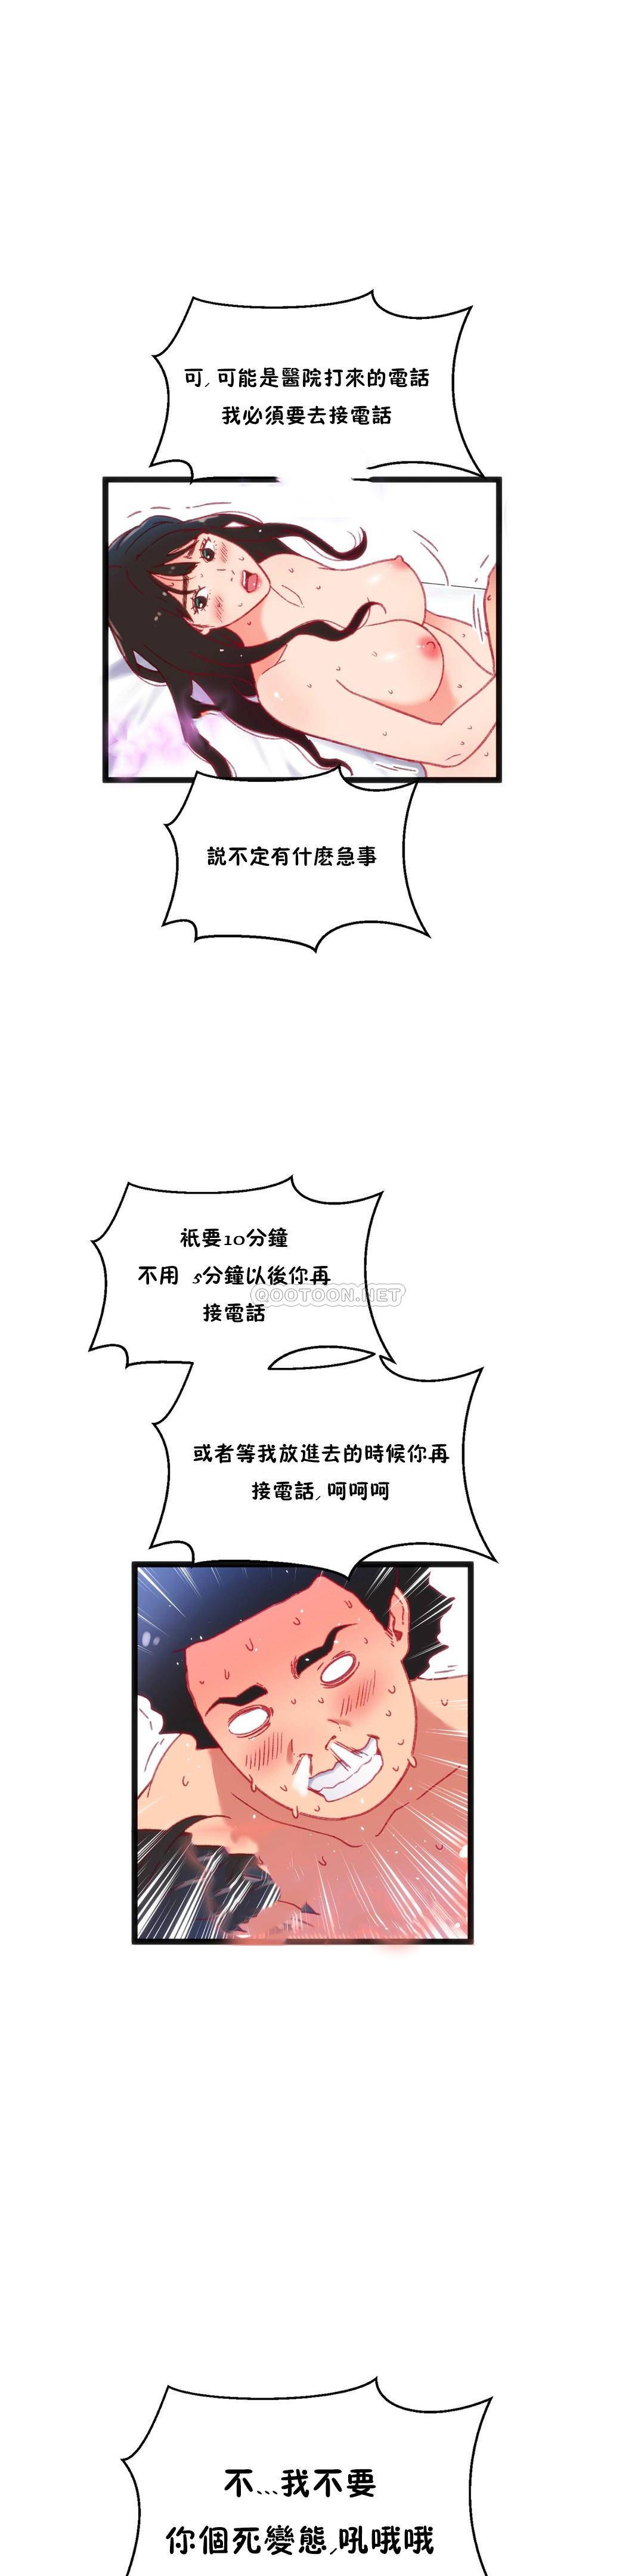 可, 可能是醫院打來的電話
我必須要去接電話
説不定有什麽急事
衹要10分鐘
不用 5分鐘以後你再
接電話
QOOTOON.NET
或者等我放進去的時候你再
接電話, 呵呵呵
不...我不要
你個死變態,吼哦哦